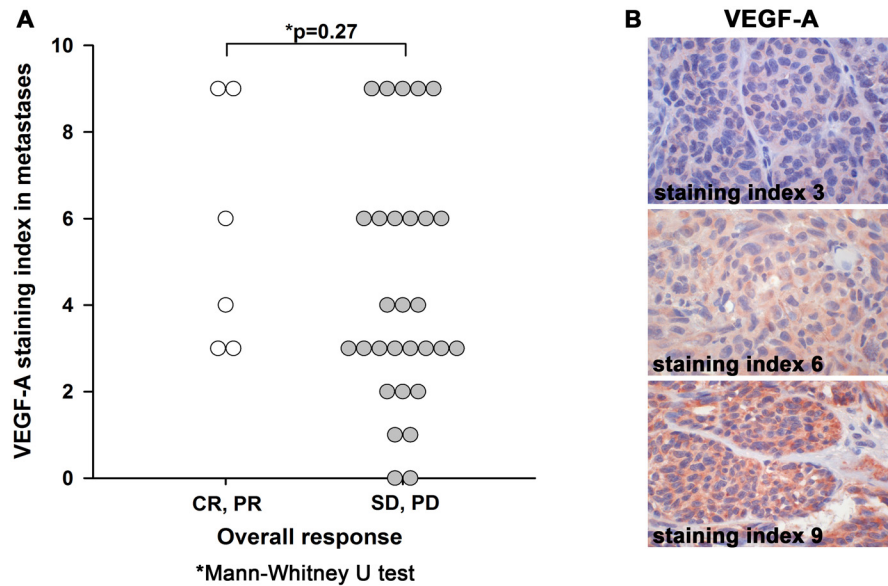 A
*p=0.27
10
8
6
4
2
0
VEGF-A staining index in metastases
CR, PR
SD, PD
Overall response
*Mann-Whitney U test
B
VEGF-A
staining index 3
staining index 6
staining index 9